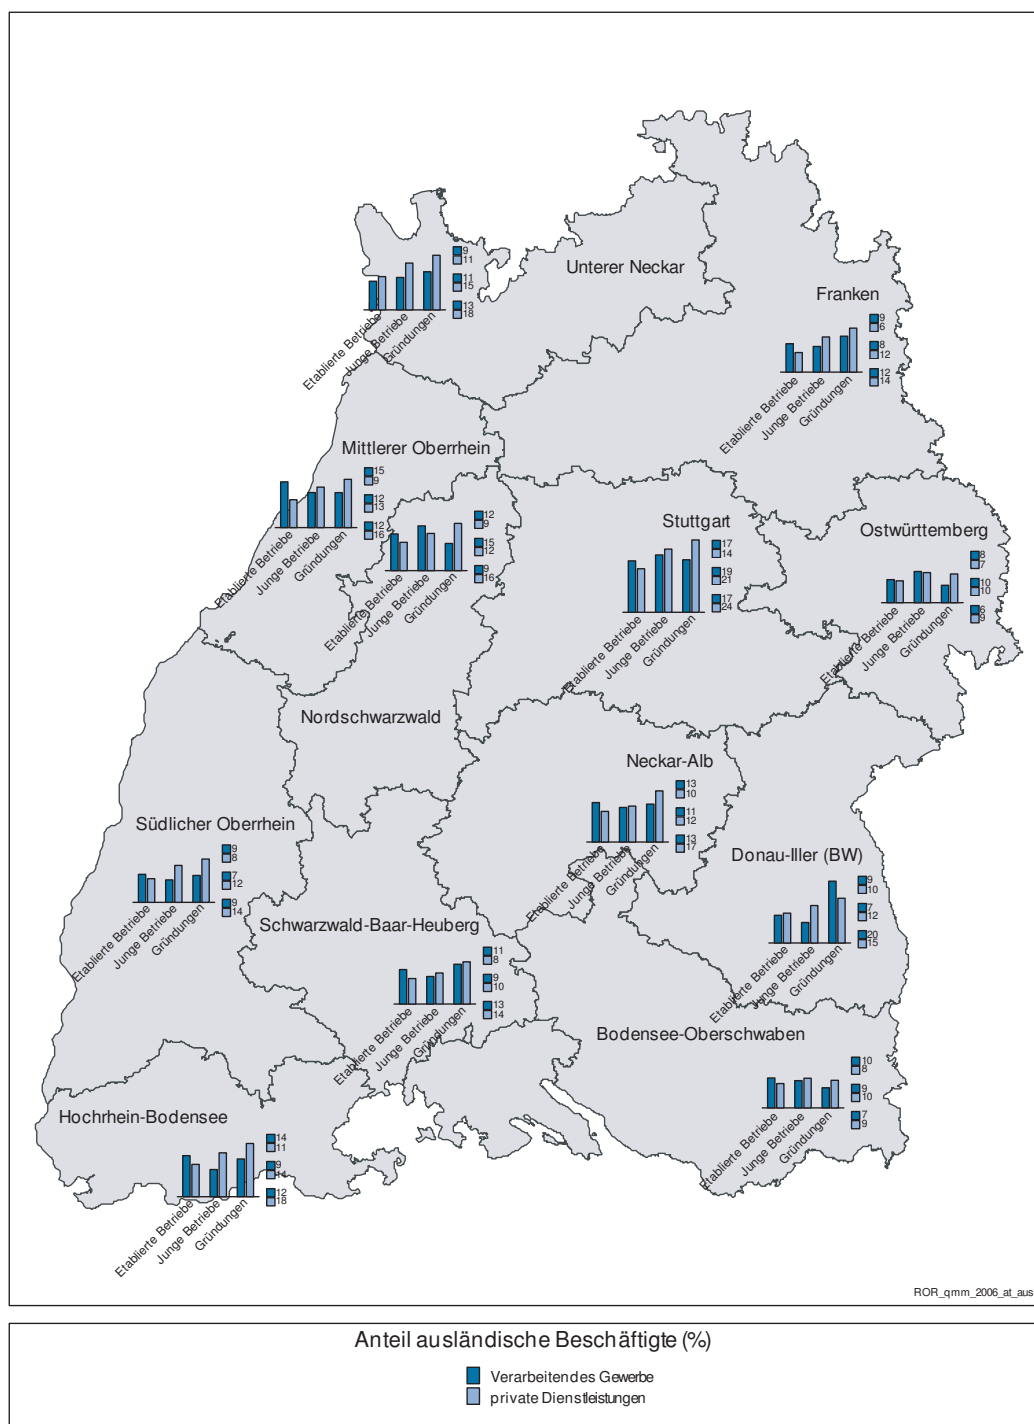 Unterer Neckar
9
11
11
15
13
18
Etablierte Betriebe
Junge Betriebe
Gründungen
Franken
9
6
8
12
12
14
Etablierte Betriebe
Junge Betriebe
Gründungen
Mittlerer Oberrhein
15
9
12
13
12
16
Etablierte Betriebe
Junge Betriebe
Gründungen
12
9
15
12
9
16
Etablierte Betriebe
Junge Betriebe
Gründungen
Nordschwarzwald
Stuttgart
17
14
19
21
17
24
Etablierte Betriebe
Junge Betriebe
Gründungen
Ostwürttemberg
8
7
10
10
6
9
Etablierte Betriebe
Junge Betriebe
Gründungen
Neckar-Alb
13
10
11
12
13
17
Etablierte Betriebe
Junge Betriebe
Gründungen
Südlicher Oberrhein
9
8
7
12
9
14
Etablierte Betriebe
Junge Betriebe
Gründungen
Donau-Iller (BW)
9
10
7
12
20
15
Etablierte Betriebe
Junge Betriebe
Gründungen
Schwarzwald-Baar-Heuberg
11
8
9
10
13
14
Etablierte Betriebe
Junge Betriebe
Gründungen
Bodensee-Oberschwaben
10
8
9
10
7
9
Etablierte Betriebe
Junge Betriebe
Gründungen
Hochrhein-Bodensee
14
11
9
14
12
18
Etablierte Betriebe
Junge Betriebe
Gründungen
ROR_qmm_2006_at_aus
Anteil ausländische Beschäftigte (%)
Verarbeitendes Gewerbe
private Dienstleistungen